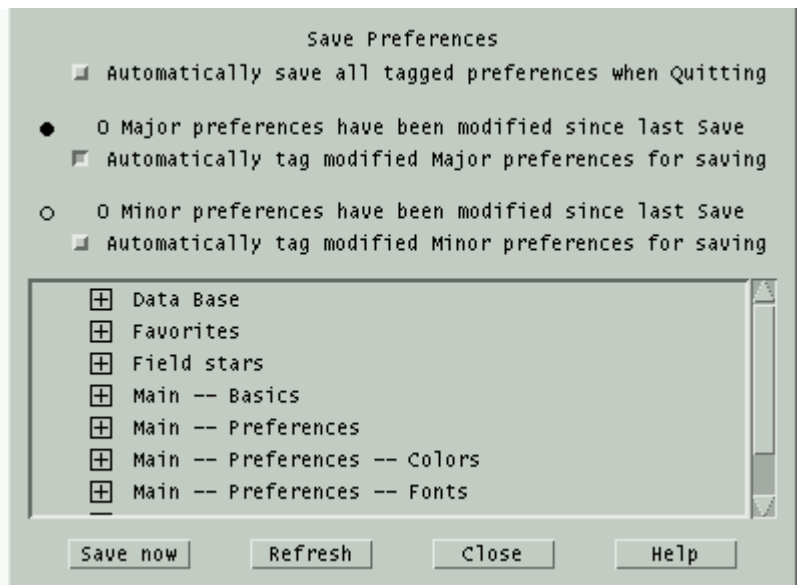 Save Preferences
Automatically save all tagged preferences when Quitting
0 Major preferences have been modified since last Save
Automatically tag modified Major preferences for saving
0 Minor preferences have been modified since last Save
Automatically tag modified Minor preferences for saving
Data Base
Favorites
Field stars
Main -- Basics
Main -- Preferences
Main -- Preferences -- Colors
Main -- Preferences -- Fonts
Save now Refresh Close Help